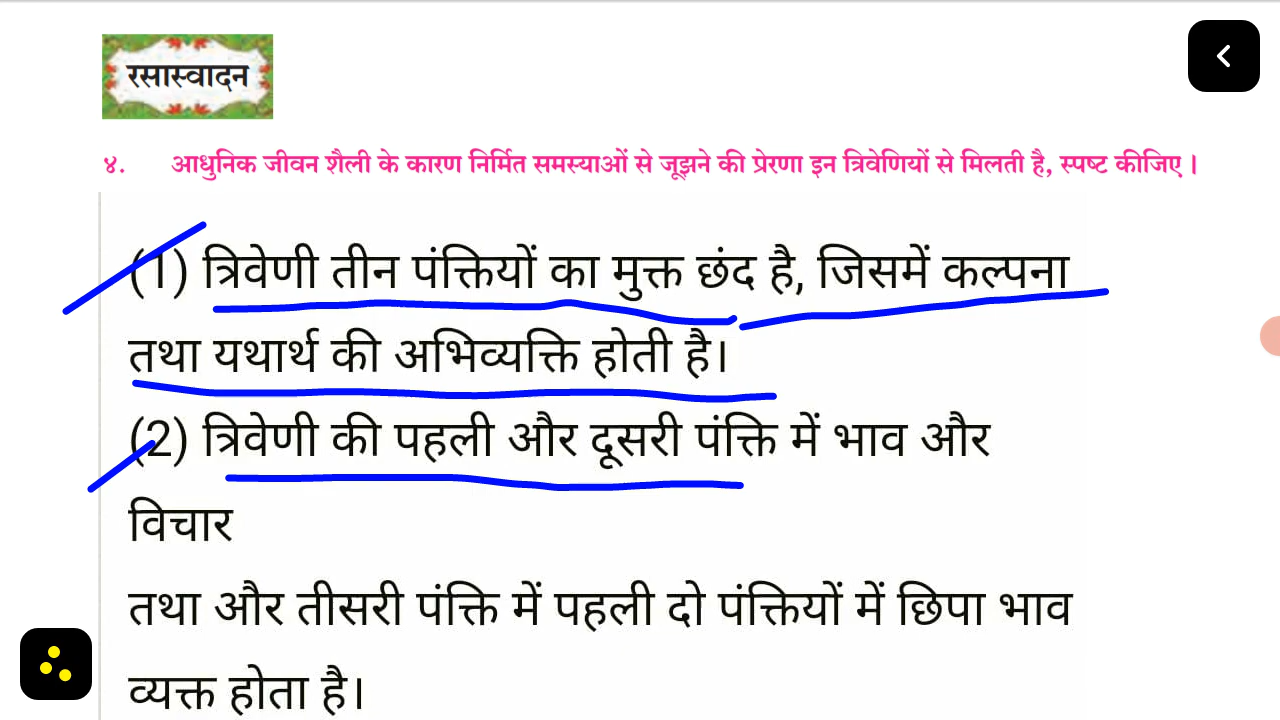 रसास्वादन
४. आधुनिक जीवन शैली के कारण निर्मित समस्याओं से जूझने की प्रेरणा इन त्रिवेणियों से मिलती है, स्पष्ट कीजिए ।
(1) त्रिवेणी तीन पंक्तियों का मुक्त छंद है, जिसमें कल्पना
तथा यथार्थ की अभिव्यक्ति होती है।
(2) त्रिवेणी की पहली और दूसरी पंक्ति में भाव और
विचार
तथा और तीसरी पंक्ति में पहली दो पंक्तियों में छिपा भाव
व्यक्त होता है।